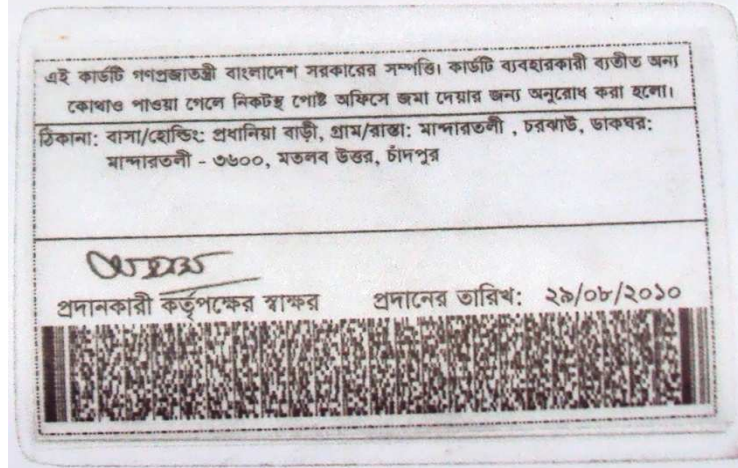 এই কার্ডটি গণপ্রজাতন্ত্রী বাংলাদেশ সরকারের সম্পত্তি। কার্ডটি ব্যবহারকারী ব্যতীত অন্য
কোথাও পাওয়া গেলে নিকটস্থ পোষ্ট অফিসে জমা দেয়ার জন্য অনুরোধ করা হলো।
ঠিকানা: বাসা/হোল্ডিং: প্রধানিয়া বাড়ী, গ্রাম/রাস্তা: মান্দারতলী , ডাকঘর:
মান্দারতলী - ৩৬০০, মতলব উত্তর, চাঁদপুর
প্রদানকারী কর্তৃপক্ষের স্বাক্ষর প্রদানের তারিখ: ২৯/০৮/২০১০